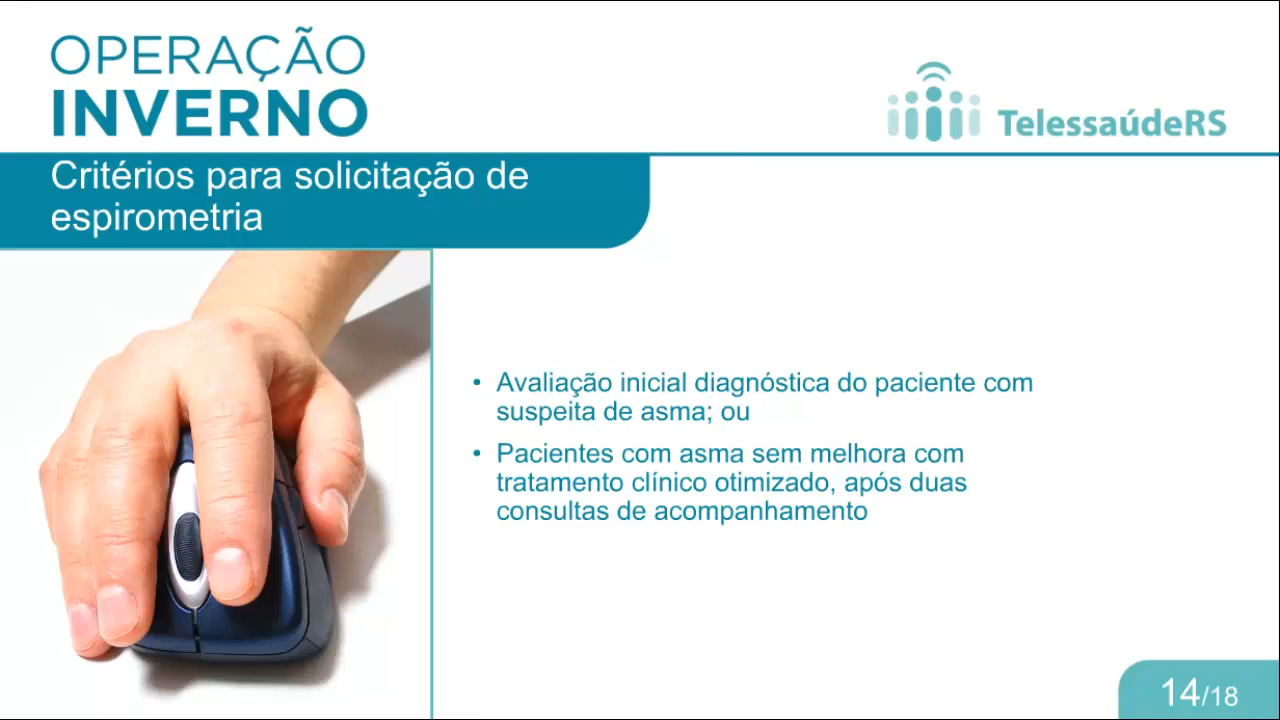 OPERAÇÃO
INVERNO
TelessaúdeRS
Critérios para solicitação de
espirometria
• Avaliação inicial diagnóstica do paciente com
suspeita de asma; ou
• Pacientes com asma sem melhora com
tratamento clínico otimizado, após duas
consultas de acompanhamento
14/18